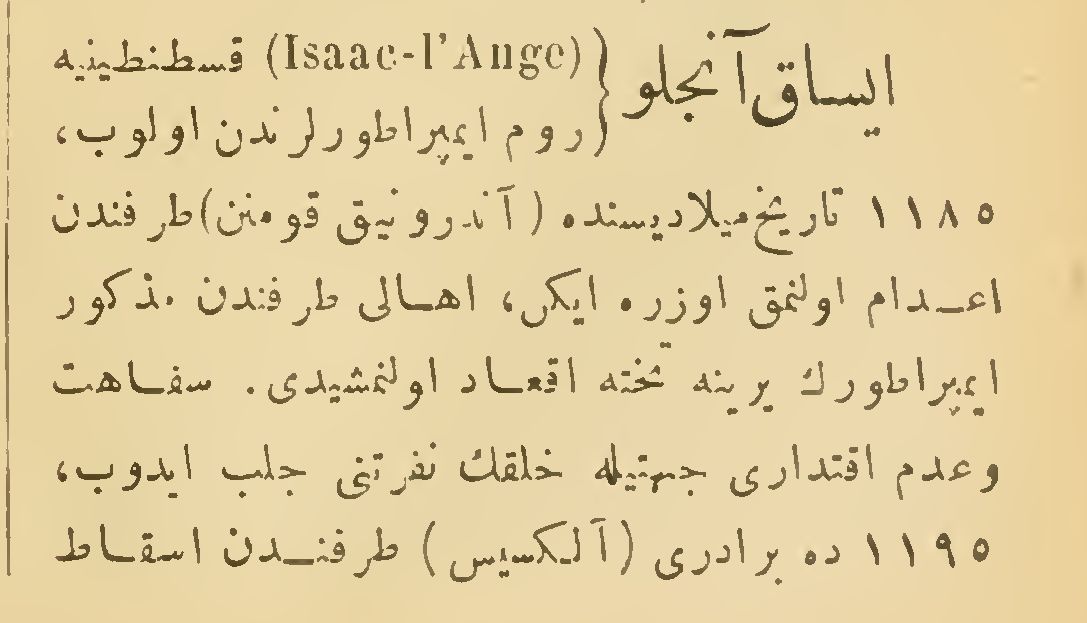 ایساق آنجلو (Isaac-l'Ange) قسطنطینیه
روم ایمپراطورلرندن اولوب،
۱۱۸۵ تاریخ میلادیسنده (آندرونیق قومنن) طرفندن
اعدام اولنمق اوزره ایکن، اهالی طرفندن مذکور
ایمپراطورك یرینه تخته اقعاد اولنمشیدی. سفاهت
وعدم اقتداری جهتیله خلقك نفرتنی جلب ایدوب،
۱۱۹۵ ده برادری (آلکسیس) طرفندن اسقاط